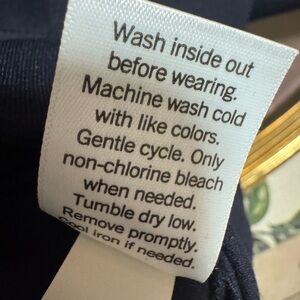 Wash inside out
before wearing.
Machine wash cold
with like colors.
Gentle cycle. Only
non-chlorine bleach
when needed.
Tumble dry low.
Remove promptly.
Cool iron if needed.